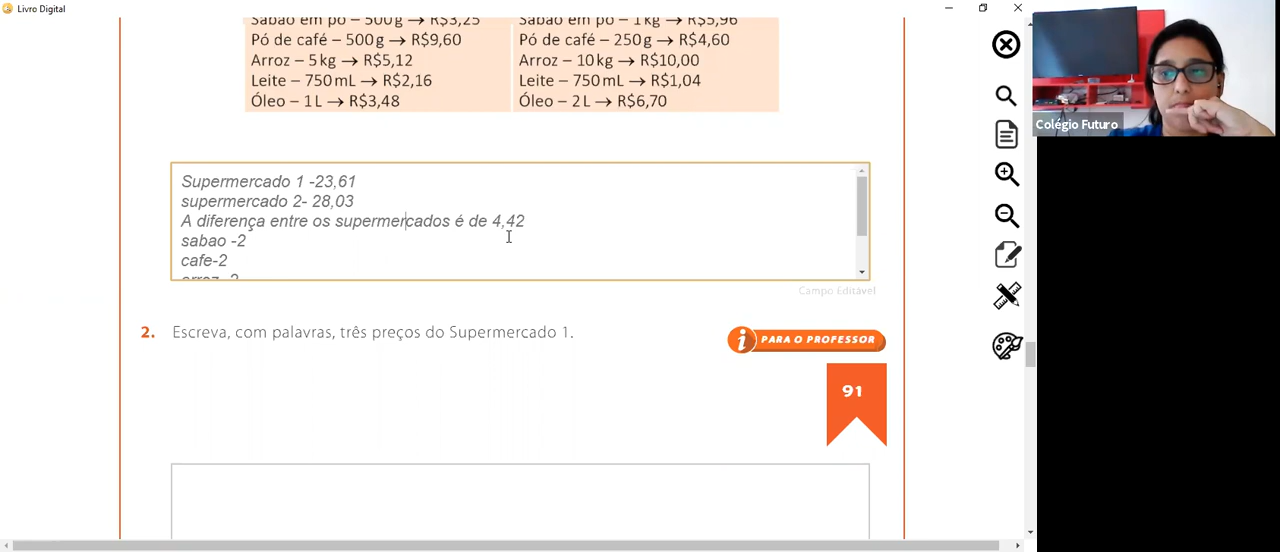 Livro Digital
Sabão em pó – 500 g → R$3,25
Pó de café – 500 g → R$9,60
Arroz – 5 kg → R$5,12
Leite – 750 mL → R$2,16
Óleo – 1 L → R$3,48
Sabão em pó – 1 kg → R$5,96
Pó de café – 250 g → R$4,60
Arroz – 10 kg → R$10,00
Leite – 750 mL → R$1,04
Óleo – 2 L → R$6,70
Colégio Futuro
Supermercado 1 -23,61
supermercado 2- 28,03
A diferença entre os supermercados é de 4,42
sabao -2
cafe-2
Campo Editável
2. Escreva, com palavras, três preços do Supermercado 1.
i PARA O PROFESSOR
91